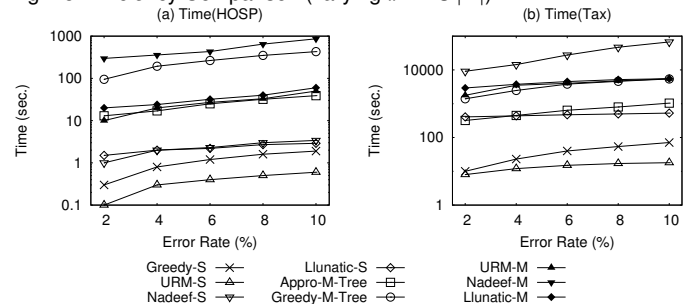 (a) Time(HOSP)
(b) Time(Tax)
Time (sec.)
1000
100
10
1
0.1
2 4 6 8 10
Error Rate (%)
Time (sec.)
10000
100
1
2 4 6 8 10
Error Rate (%)
Greedy-S
URM-S
Nadeef-S
Llunatic-S
Appro-M-Tree
Greedy-M-Tree
URM-M
Nadeef-M
Llunatic-M